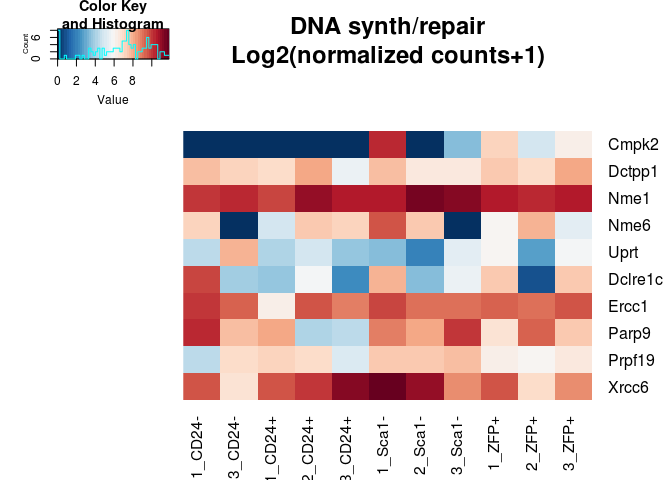 Color Key
and Histogram
Count
0 6
0 2 4 6 8
Value
DNA synth/repair
Log2(normalized counts+1)
Cmpk2
Dctpp1
Nme1
Nme6
Uprt
Dclre1c
Ercc1
Parp9
Prpf19
Xrcc6
1_CD24-
3_CD24-
1_CD24+
2_CD24+
3_CD24+
1_Sca1-
2_Sca1-
3_Sca1-
1_ZFP+
2_ZFP+
3_ZFP+